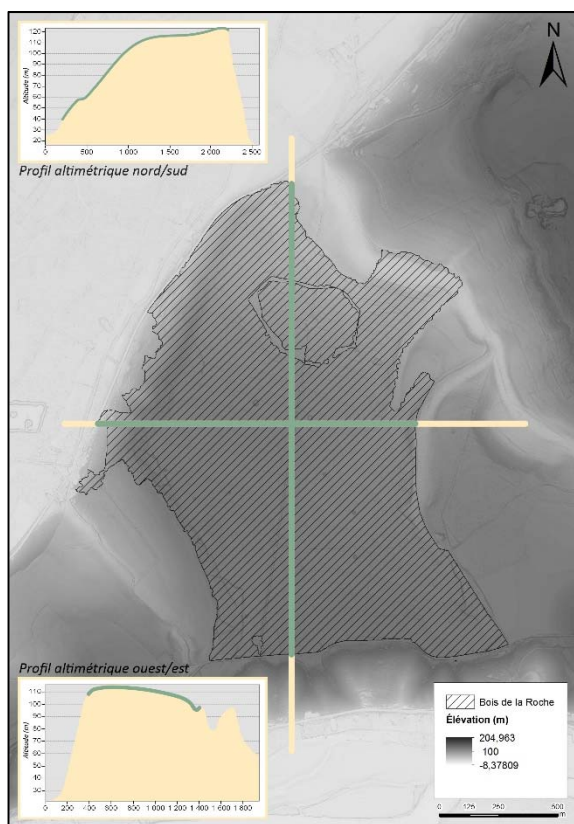 120
110
100
90
80
70
60
50
40
30
20
Altitude (m)
0 500 1 000 1 500 2 000 2 500
Profil altimétrique nord/sud
N
Profil altimétrique ouest/est
110
100
90
80
70
60
50
40
30
Altitude (m)
0 200 400 600 800 1 000 1 200 1 400 1 600 1 800
Bois de la Roche
Élévation (m)
204,963
100
-8,37809
0 125 250 500
m